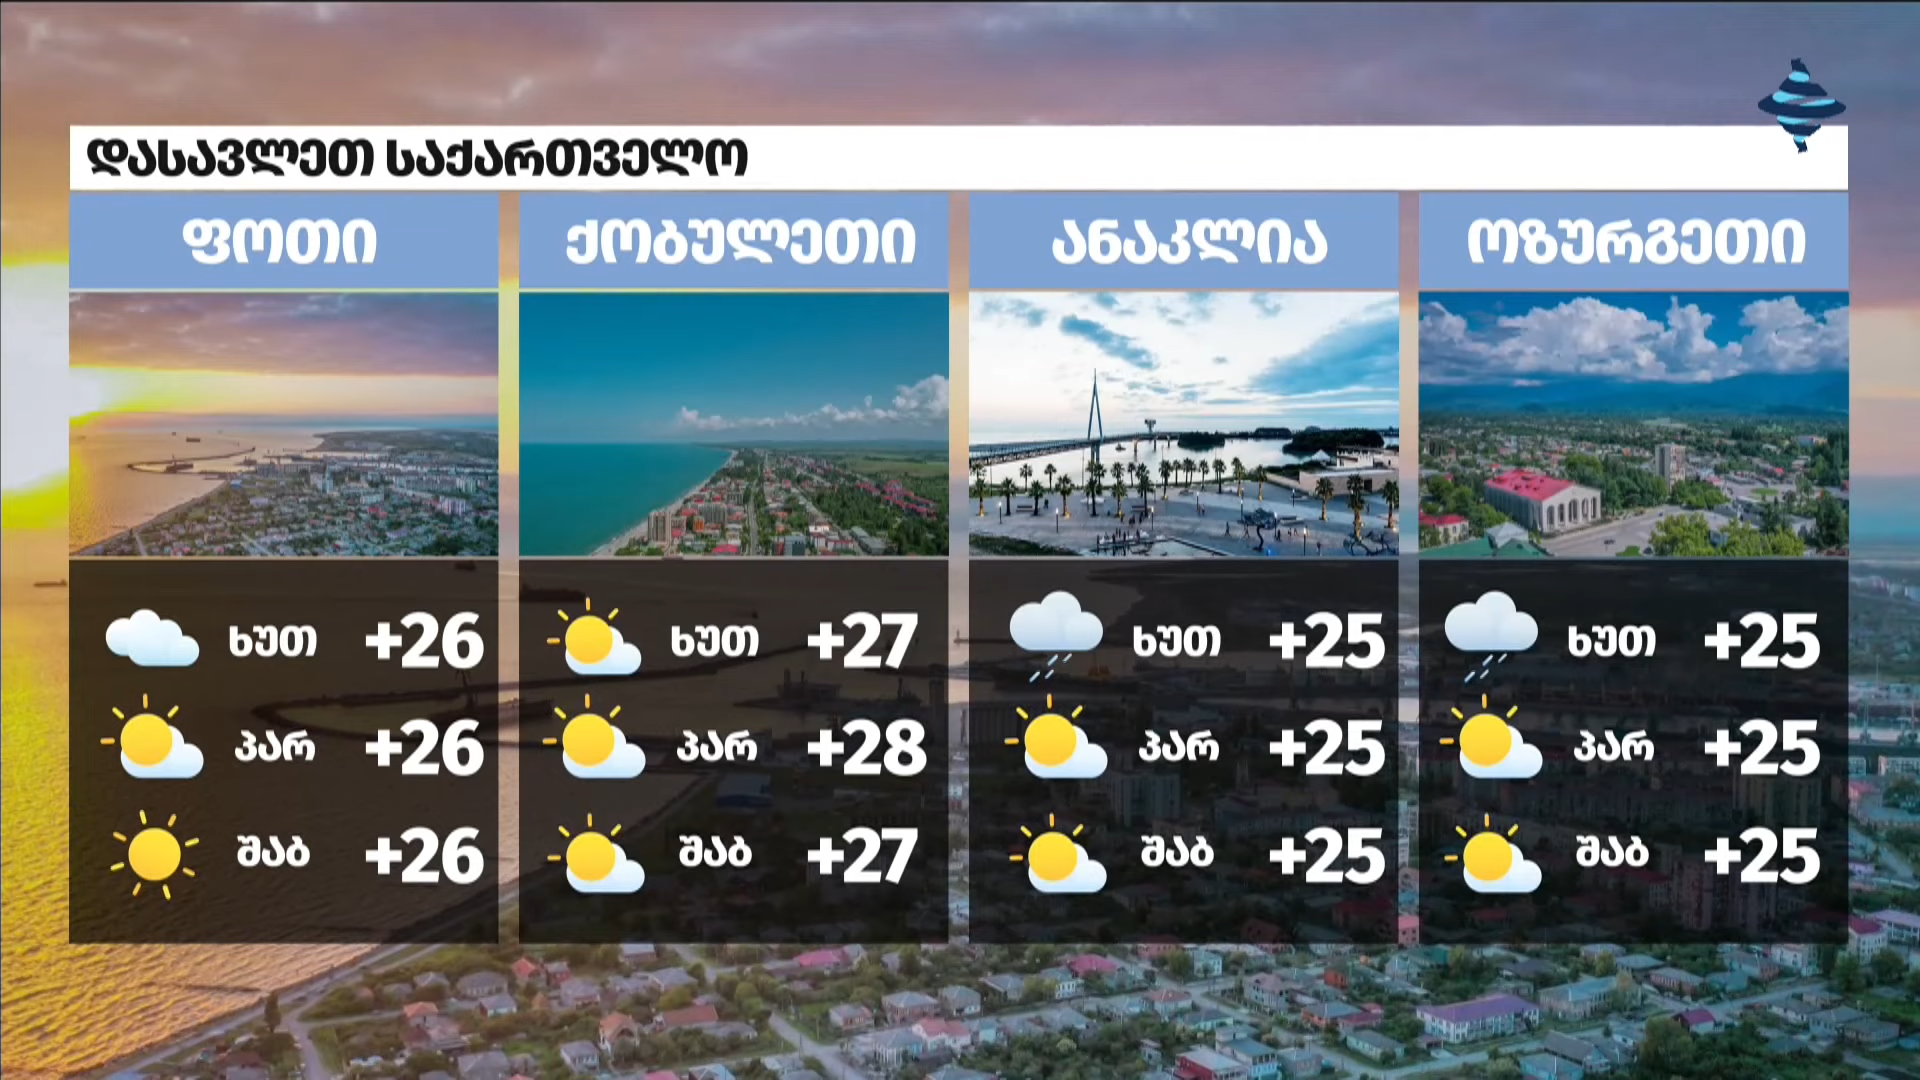 დასავლეთ საქართველო
ფოთი
ხუთ +26
პარ +26
შაბ +26
ქობულეთი
ხუთ +27
პარ +28
შაბ +27
ანაკლია
ხუთ +25
პარ +25
შაბ +25
ოზურგეთი
ხუთ +25
პარ +25
შაბ +25